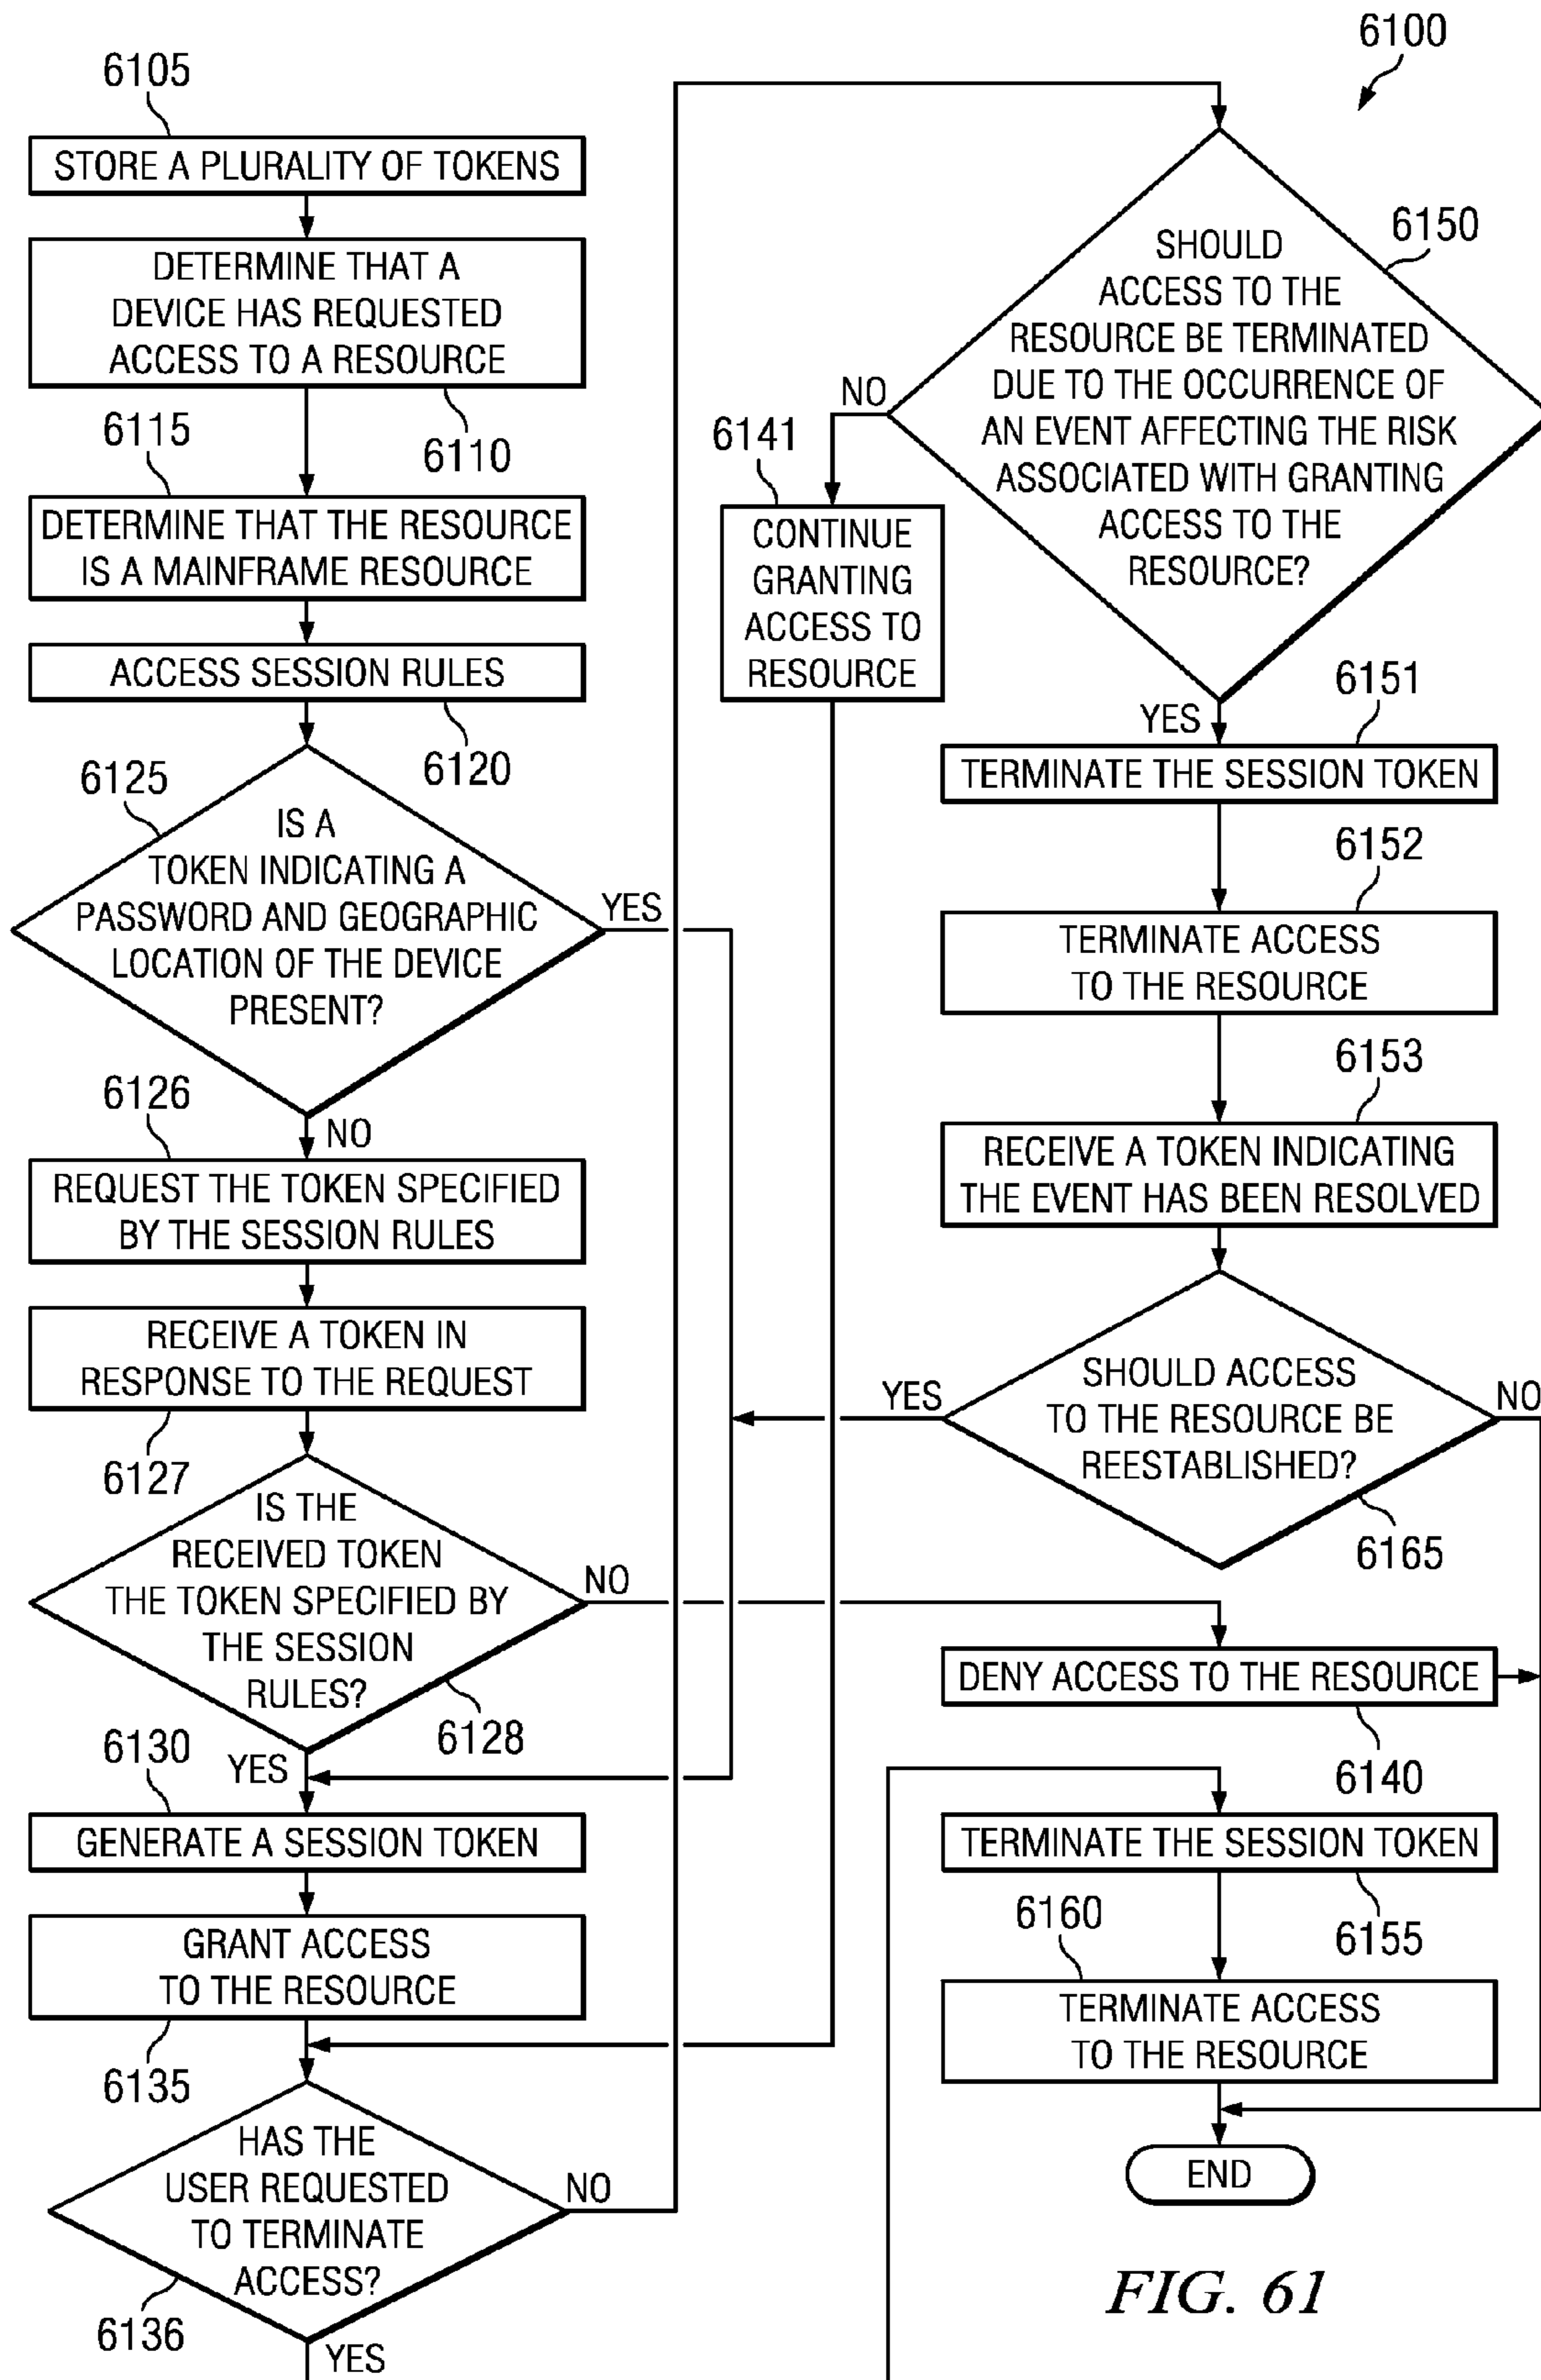 6100
6105
STORE A PLURALITY OF TOKENS
DETERMINE THAT A
DEVICE HAS REQUESTED
ACCESS TO A RESOURCE
6110
6115
DETERMINE THAT THE RESOURCE
IS A MAINFRAME RESOURCE
ACCESS SESSION RULES
6120
6125
IS A
TOKEN INDICATING A
PASSWORD AND GEOGRAPHIC
LOCATION OF THE DEVICE
PRESENT?
YES
NO
6126
REQUEST THE TOKEN SPECIFIED
BY THE SESSION RULES
RECEIVE A TOKEN IN
RESPONSE TO THE REQUEST
6127
IS THE
RECEIVED TOKEN
THE TOKEN SPECIFIED BY
THE SESSION
RULES?
NO
6128
YES
6130
GENERATE A SESSION TOKEN
GRANT ACCESS
TO THE RESOURCE
6135
HAS THE
USER REQUESTED
TO TERMINATE
ACCESS?
NO
6136
YES
6150
SHOULD
ACCESS TO THE
RESOURCE BE TERMINATED
DUE TO THE OCCURRENCE OF
AN EVENT AFFECTING THE RISK
ASSOCIATED WITH GRANTING
ACCESS TO THE
RESOURCE?
NO
6141
CONTINUE
GRANTING
ACCESS TO
RESOURCE
YES
6151
TERMINATE THE SESSION TOKEN
6152
TERMINATE ACCESS
TO THE RESOURCE
6153
RECEIVE A TOKEN INDICATING
THE EVENT HAS BEEN RESOLVED
SHOULD ACCESS
TO THE RESOURCE BE
REESTABLISHED?
YES
NO
6165
DENY ACCESS TO THE RESOURCE
6140
TERMINATE THE SESSION TOKEN
6155
6160
TERMINATE ACCESS
TO THE RESOURCE
END
FIG. 61